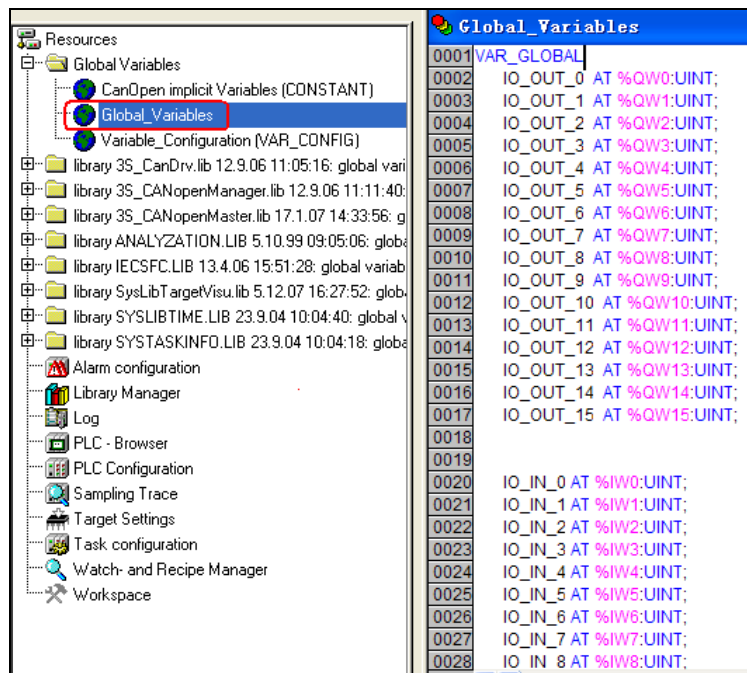 Resources
Global Variables
CanOpen implicit Variables (CONSTANT)
Global_Variables
Variable_Configuration (VAR_CONFIG)
library 3S_CanDrv.lib 12.9.06 11:05:16: global vari
library 3S_CANopenManager.lib 12.9.06 11:11:40:
library 3S_CANopenMaster.lib 17.1.07 14:33:56: g
library ANALYZATION.LIB 5.10.99 09:05:06: globa
library IECSFC.LIB 13.4.06 15:51:28: global variab
library SysLibTargetVisu.lib 5.12.07 16:27:52: globa
library SYSLIBTIME.LIB 23.9.04 10:04:40: global v
library SYSTASKINFO.LIB 23.9.04 10:04:18: globa
Alarm configuration
Library Manager
Log
PLC - Browser
PLC Configuration
Sampling Trace
Target Settings
Task configuration
Watch- and Recipe Manager
Workspace
Global_Variables
0001 VAR_GLOBAL
0002 IO_OUT_0 AT %QW0:UINT;
0003 IO_OUT_1 AT %QW1:UINT;
0004 IO_OUT_2 AT %QW2:UINT;
0005 IO_OUT_3 AT %QW3:UINT;
0006 IO_OUT_4 AT %QW4:UINT;
0007 IO_OUT_5 AT %QW5:UINT;
0008 IO_OUT_6 AT %QW6:UINT;
0009 IO_OUT_7 AT %QW7:UINT;
0010 IO_OUT_8 AT %QW8:UINT;
0011 IO_OUT_9 AT %QW9:UINT;
0012 IO_OUT_10 AT %QW10:UINT;
0013 IO_OUT_11 AT %QW11:UINT;
0014 IO_OUT_12 AT %QW12:UINT;
0015 IO_OUT_13 AT %QW13:UINT;
0016 IO_OUT_14 AT %QW14:UINT;
0017 IO_OUT_15 AT %QW15:UINT;
0018
0019
0020 IO_IN_0 AT %IW0:UINT;
0021 IO_IN_1 AT %IW1:UINT;
0022 IO_IN_2 AT %IW2:UINT;
0023 IO_IN_3 AT %IW3:UINT;
0024 IO_IN_4 AT %IW4:UINT;
0025 IO_IN_5 AT %IW5:UINT;
0026 IO_IN_6 AT %IW6:UINT;
0027 IO_IN_7 AT %IW7:UINT;
0028 IO_IN_8 AT %IW8:UINT;